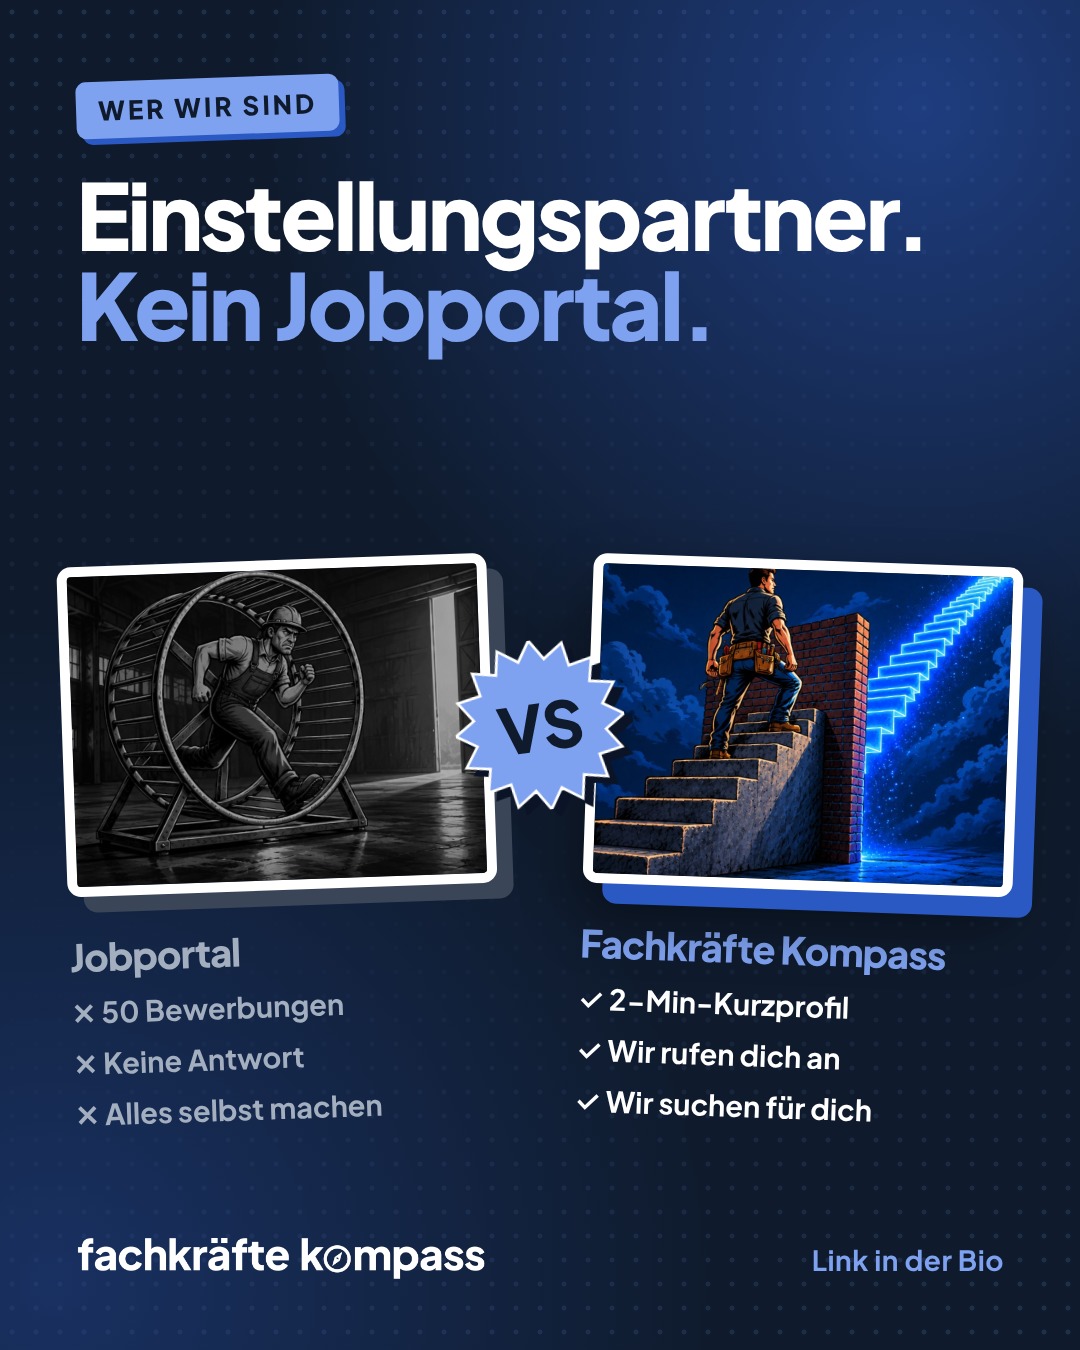 WER WIR SIND
Einstellungspartner.
Kein Jobportal.
VS
Jobportal
✕ 50 Bewerbungen
✕ Keine Antwort
✕ Alles selbst machen
Fachkräfte Kompass
✓ 2-Min-Kurzprofil
✓ Wir rufen dich an
✓ Wir suchen für dich
fachkräfte kompass
Link in der Bio